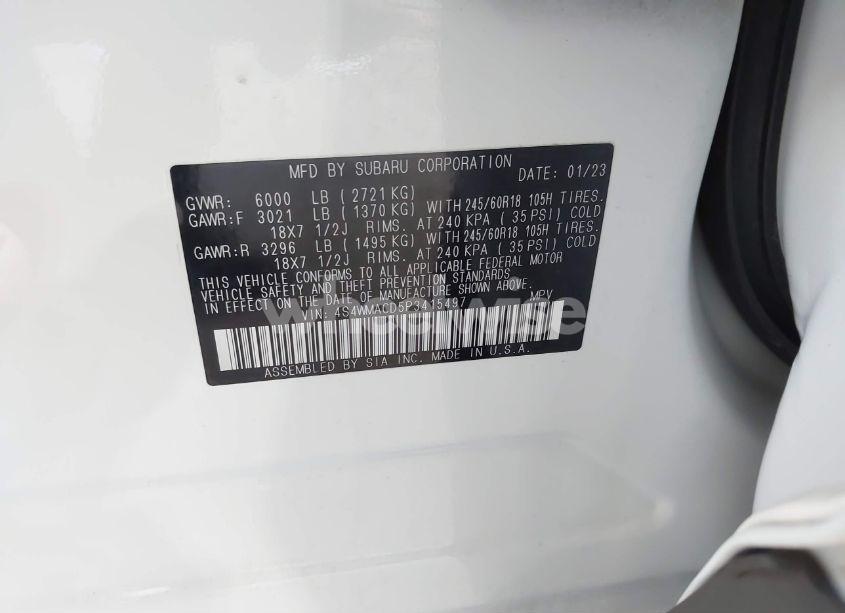 MFD BY SUBARU CORPORATION DATE: 01/23
GVWR: 6000 LB (2721 KG)
GAWR:F 3021 LB (1370 KG) WITH 245/60R18 105H TIRES.
18X7 1/2J RIMS. AT 240 KPA (35 PSI) COLD
GAWR:R 3296 LB (1495 KG) WITH 245/60R18 105H TIRES.
18X7 1/2J RIMS. AT 240 KPA (35 PSI) COLD
THIS VEHICLE CONFORMS TO ALL APPLICABLE FEDERAL MOTOR
VEHICLE SAFETY AND THEFT PREVENTION STANDARDS
IN EFFECT ON THE DATE OF MANUFACTURE SHOWN ABOVE.
VIN: 4S4WMACD5P3415497 MPV
wheelwise
ASSEMBLED BY SIA INC. MADE IN U.S.A.